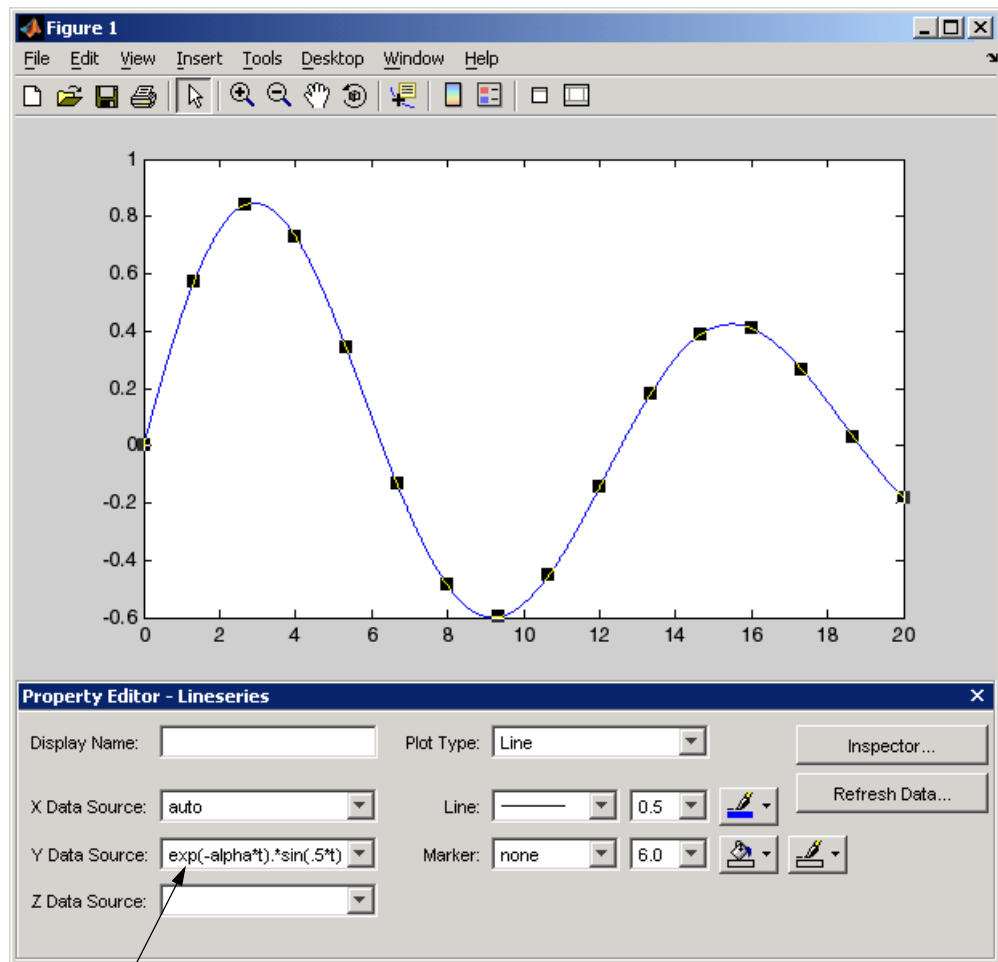 Figure 1
File Edit View Insert Tools Desktop Window Help
1
0.8
0.6
0.4
0.2
0
-0.2
-0.4
-0.6
0 2 4 6 8 10 12 14 16 18 20
Property Editor - Lineseries
Display Name: Plot Type: Line Inspector...
X Data Source: auto Line: 0.5 Refresh Data...
Y Data Source: exp(-alpha*t).*sin(.5*t) Marker: none 6.0
Z Data Source: